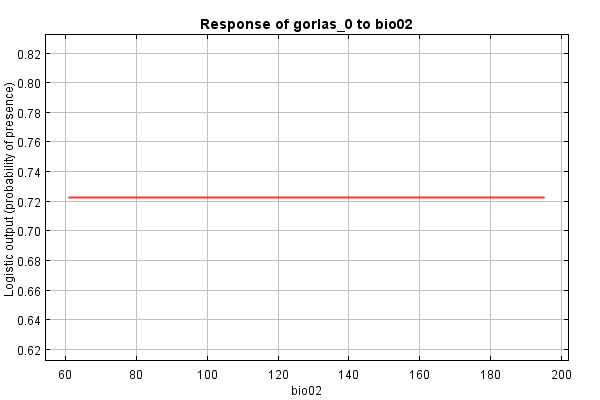 Response of gorlas_0 to bio02
Logistic output (probability of presence)
0.82
0.80
0.78
0.76
0.74
0.72
0.70
0.68
0.66
0.64
0.62
60 80 100 120 140 160 180 200
bio02